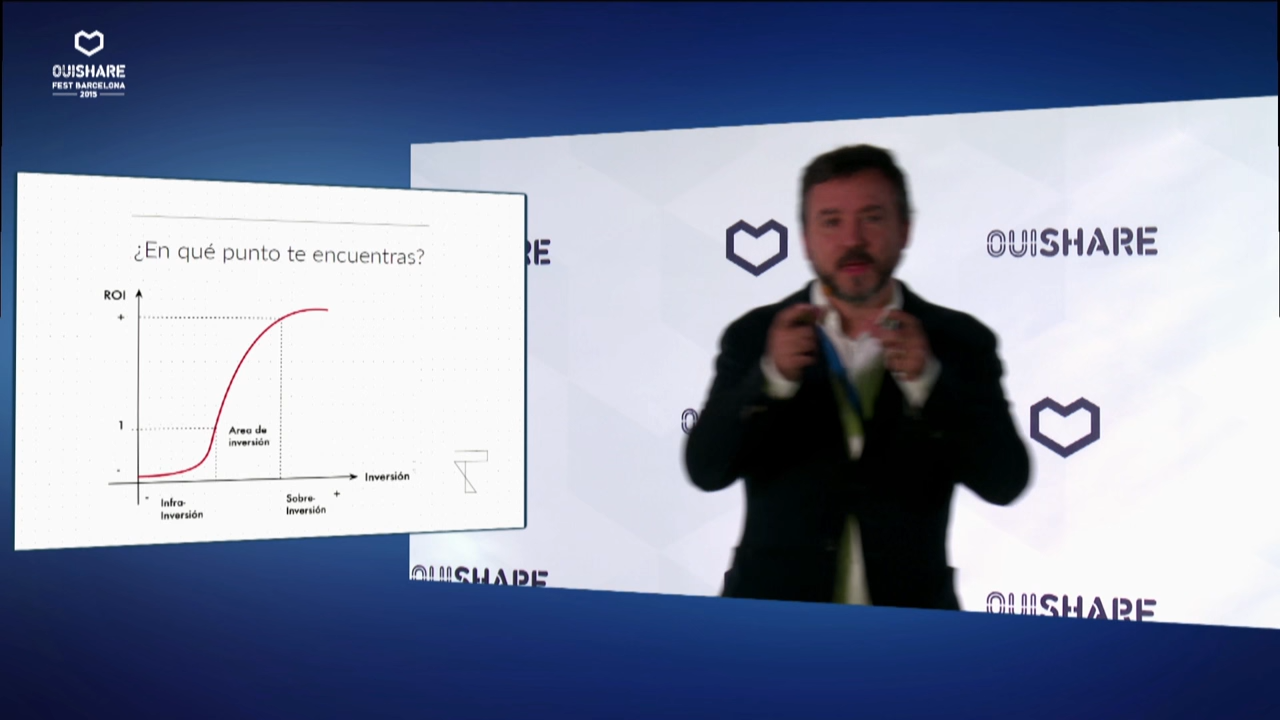 OUISHARE
FEST BARCELONA
2015
¿En qué punto te encuentras?
ROI
+
1
-
Area de
inversión
Inversión
-
Infra-
Inversión
Sobre-
Inversión
+
RE
OUISHARE
OUISHARE
OUISHARE